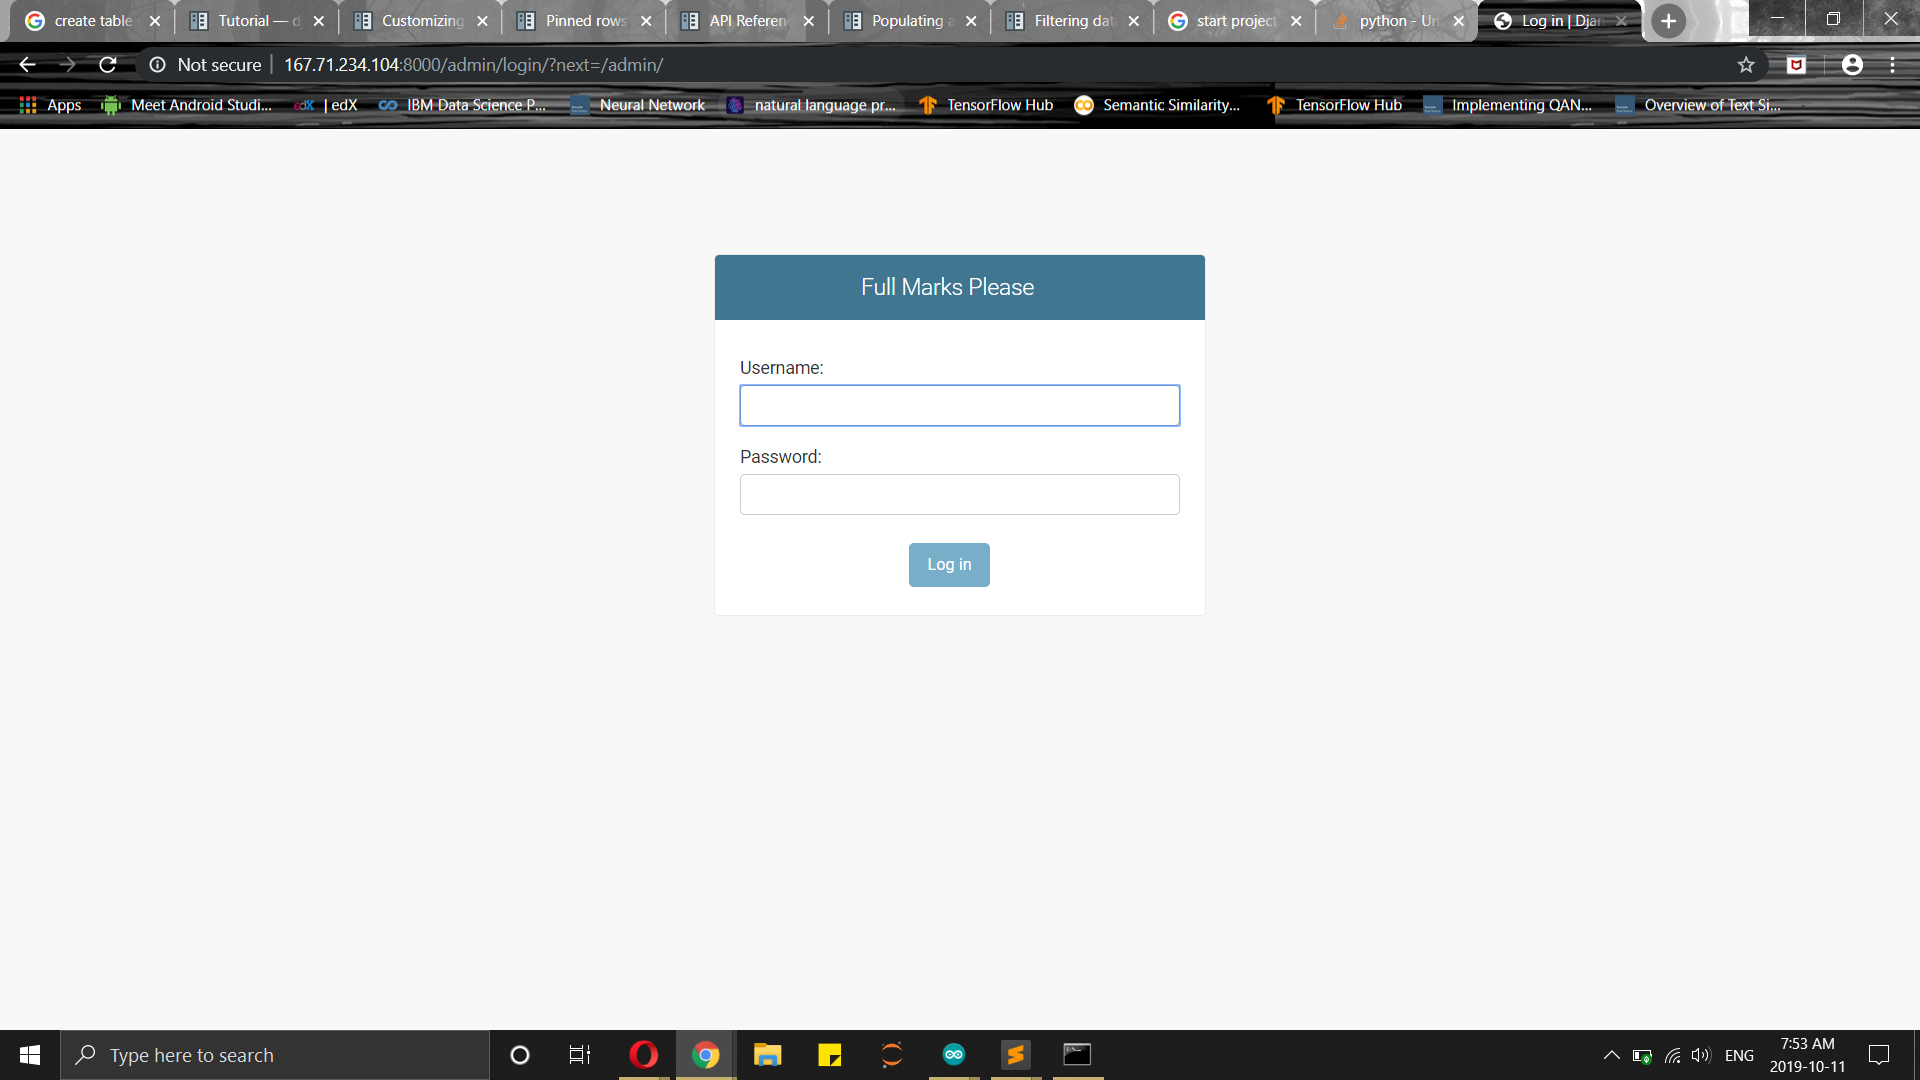 create table
Tutorial — d
Customizing
Pinned rows
API Referen
Populating a
Filtering dat
start project
python - Un
Log in | Djan
Not secure
167.71.234.104:8000/admin/login/?next=/admin/
Apps
Meet Android Studi...
edX | edX
IBM Data Science P...
Neural Network
natural language pr...
TensorFlow Hub
Semantic Similarity...
TensorFlow Hub
Implementing QAN...
Overview of Text Si...
Full Marks Please
Username:
Password:
Log in
Type here to search
ENG
7:53 AM
2019-10-11